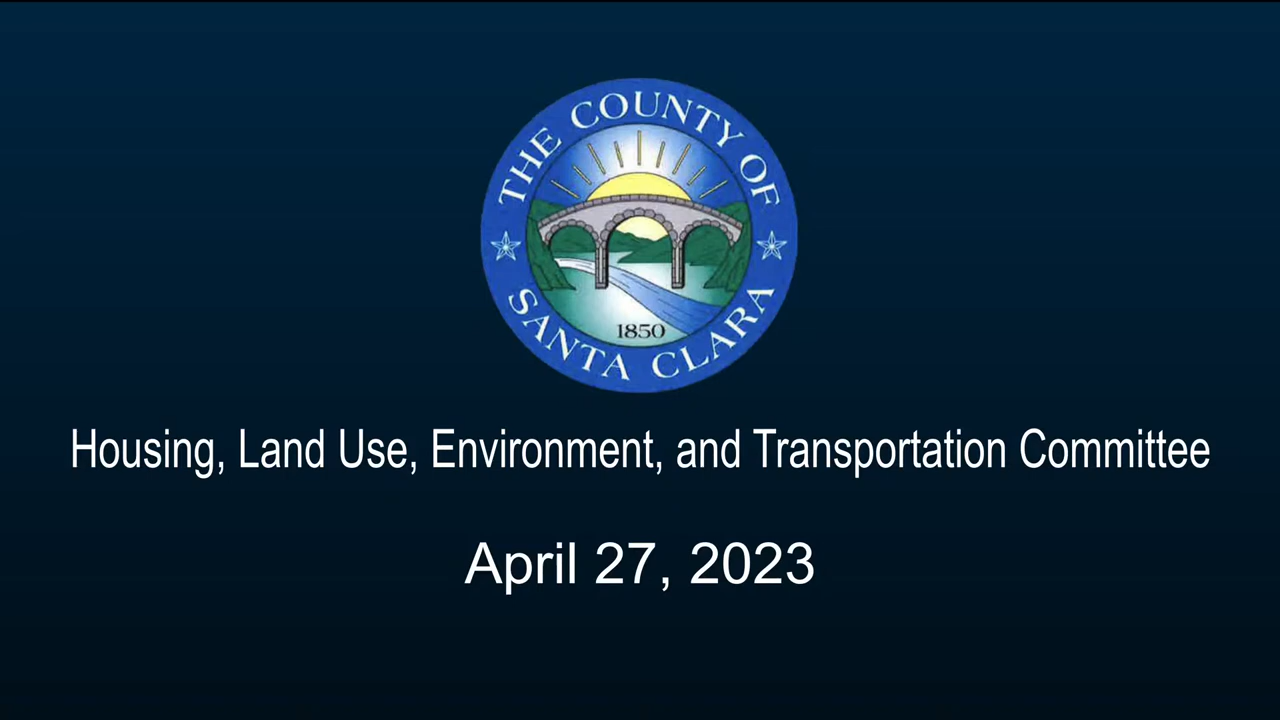 THE COUNTY OF
SANTA CLARA
1850
Housing, Land Use, Environment, and Transportation Committee
April 27, 2023